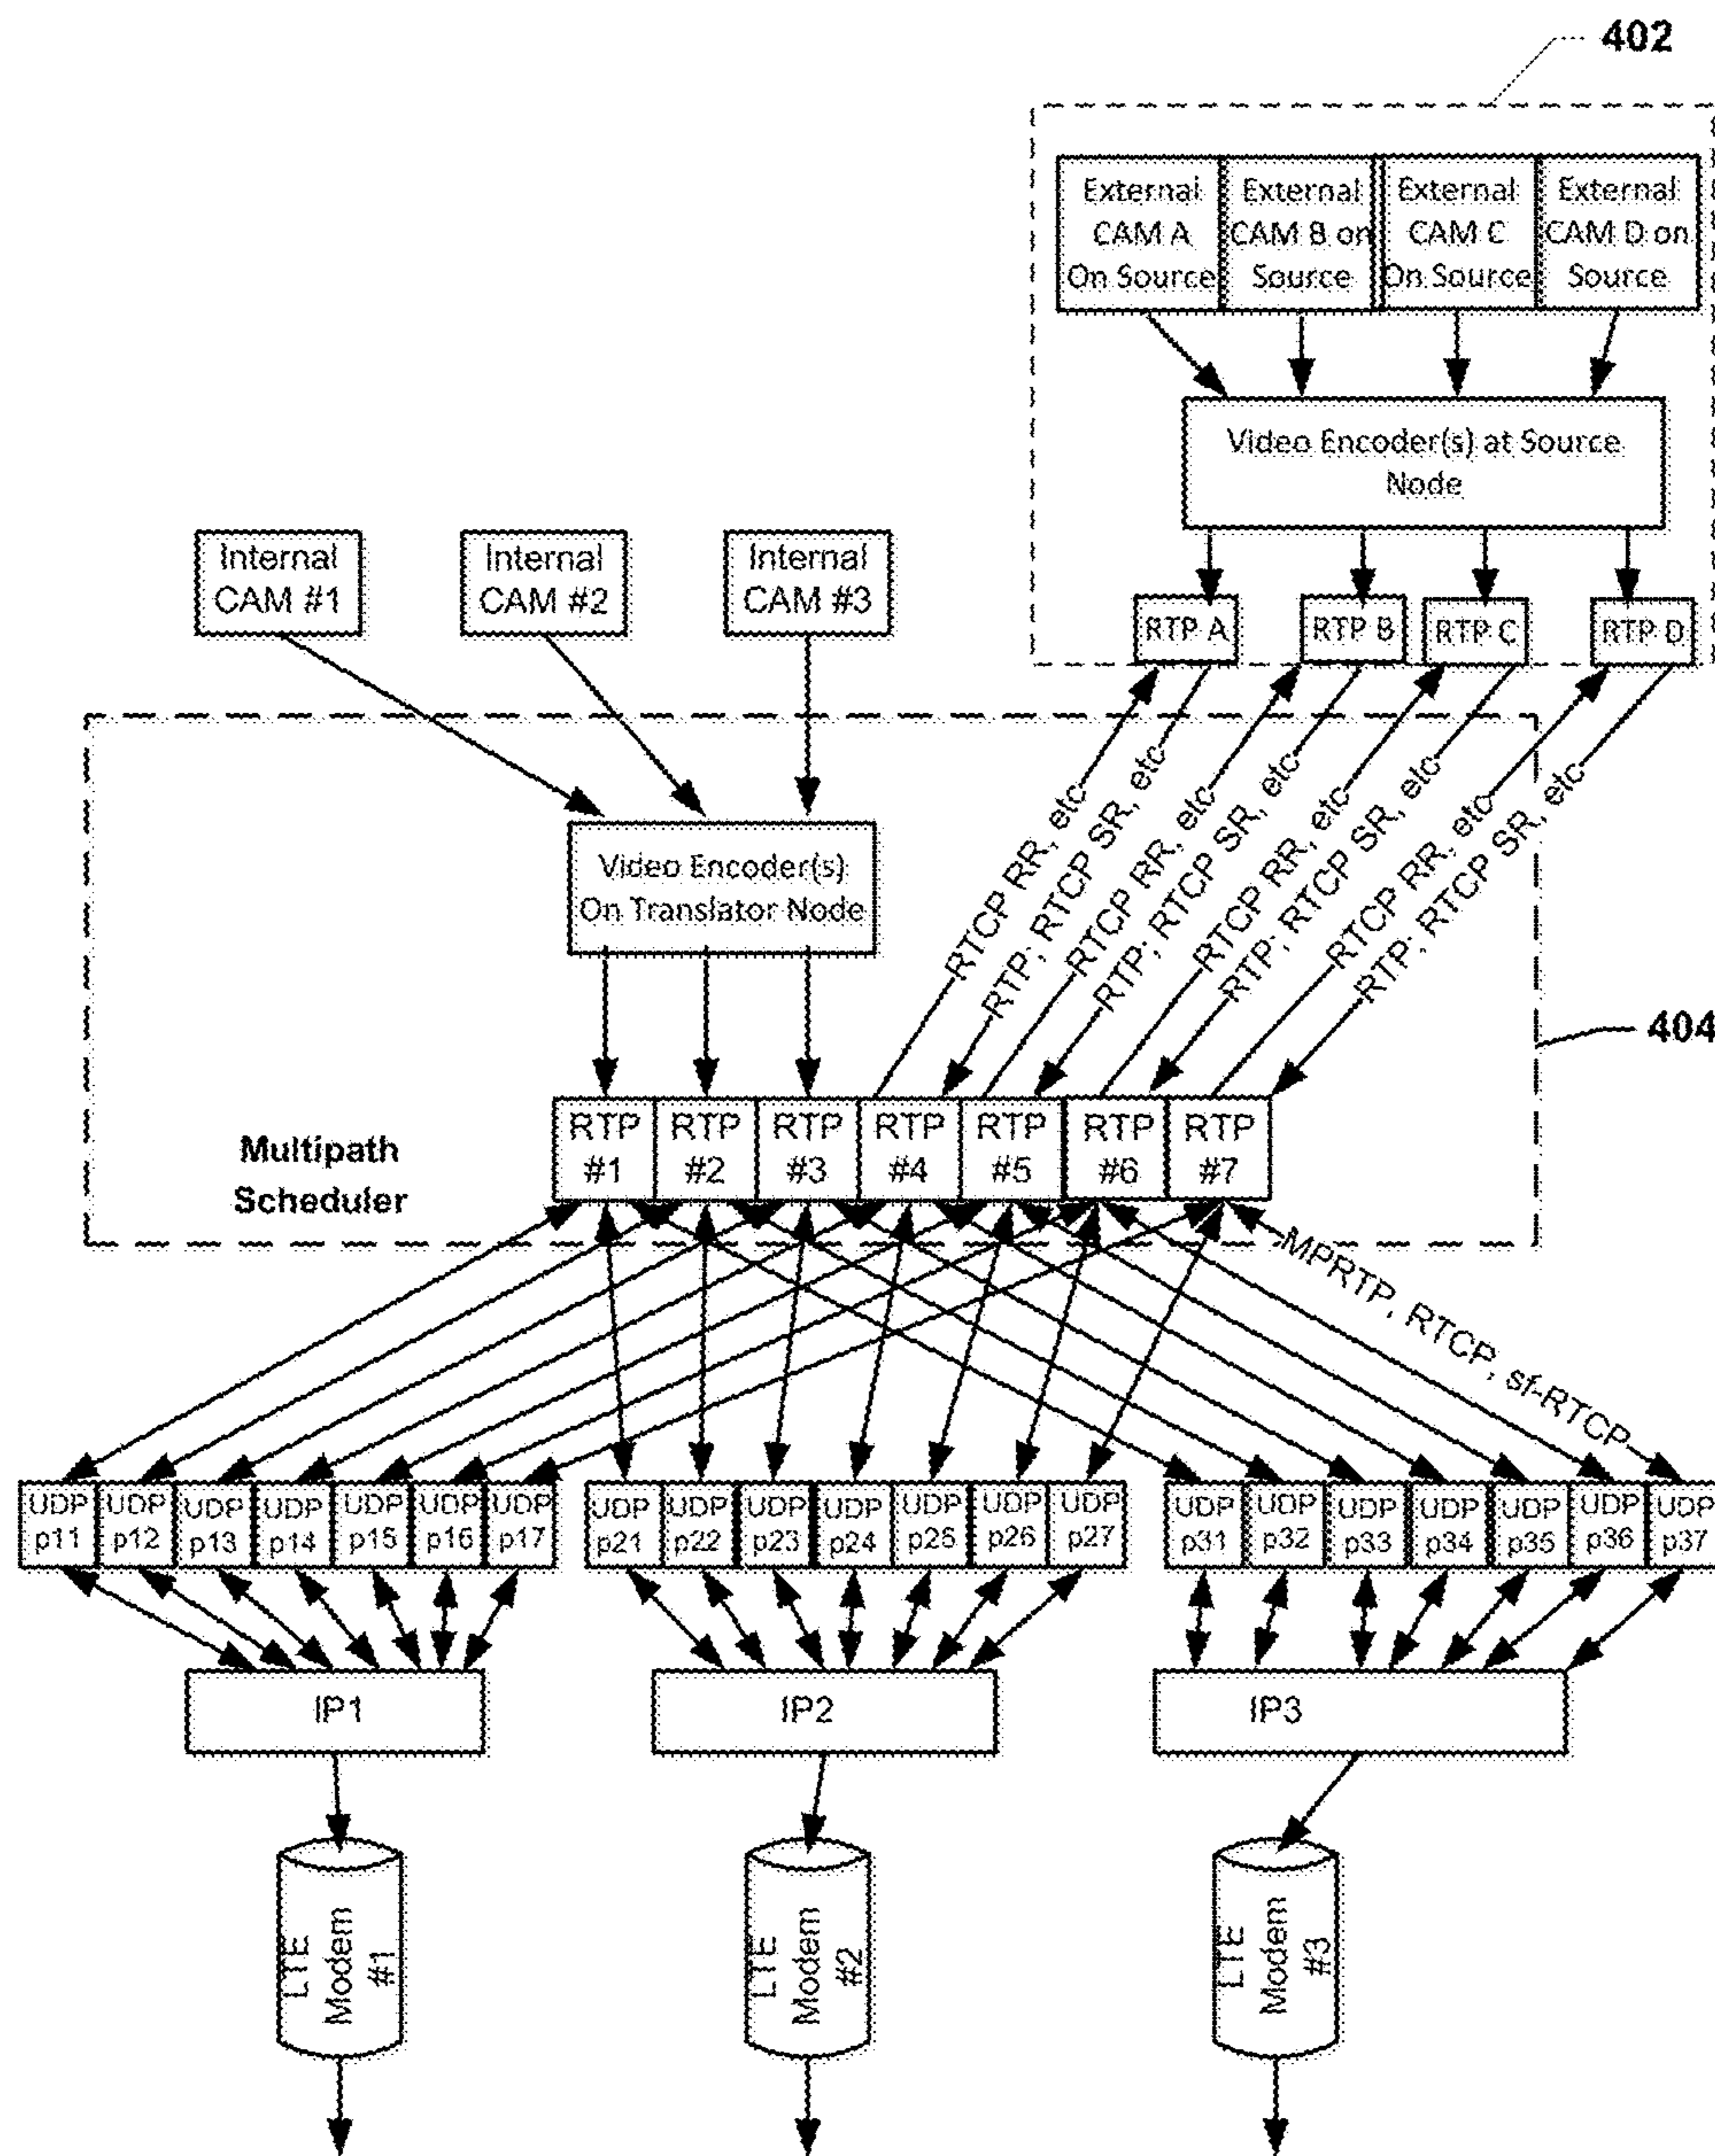 402
External
CAM A
On Source
External
CAM B on
Source
External
CAM C
On Source
External
CAM D on
Source
Video Encoder(s) at Source
Node
Internal
CAM #1
Internal
CAM #2
Internal
CAM #3
RTP A
RTP B
RTP C
RTP D
RTCP RR, etc
RTP; RTCP SR, etc
RTCP RR, etc
RTP; RTCP SR, etc
RTCP RR, etc
RTP; RTCP SR, etc
RTCP RR, etc
RTP; RTCP SR, etc
Video Encoder(s)
On Translator Node
404
Multipath
Scheduler
RTP
#1
RTP
#2
RTP
#3
RTP
#4
RTP
#5
RTP
#6
RTP
#7
MPRTP, RTCP, sf-RTCP
UDP
p11
UDP
p12
UDP
p13
UDP
p14
UDP
p15
UDP
p16
UDP
p17
UDP
p21
UDP
p22
UDP
p23
UDP
p24
UDP
p25
UDP
p26
UDP
p27
UDP
p31
UDP
p32
UDP
p33
UDP
p34
UDP
p35
UDP
p36
UDP
p37
IP1
IP2
IP3
LTE
Modem
#1
LTE
Modem
#2
LTE
Modem
#3